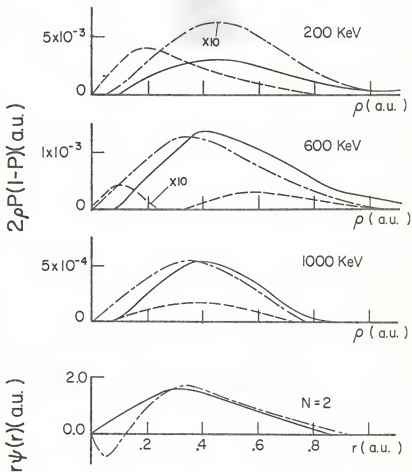 2ρP(1-P)(a.u.)
5x10⁻³
0
x10
200 KeV
ρ (a.u.)
1x10⁻³
0
x10
600 KeV
ρ (a.u.)
5x10⁻⁴
0
1000 KeV
ρ (a.u.)
rψ(r)(a.u.)
2.0
0.0
N=2
.2
.4
.6
.8
r(a.u.)